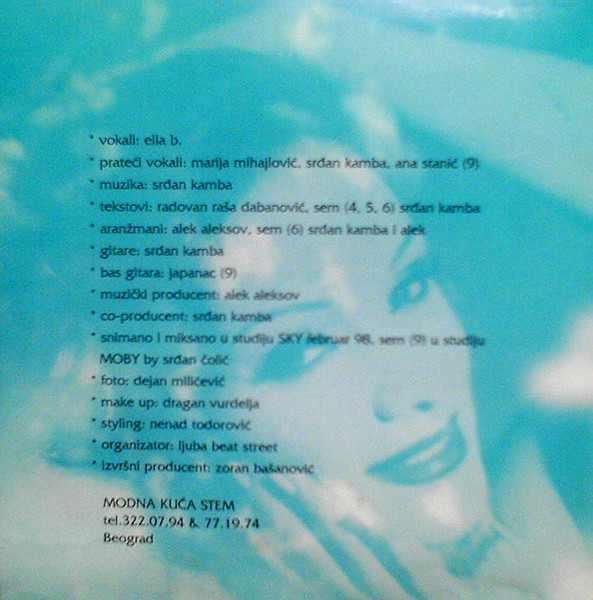 * vokali: ella b.
* prateći vokali: marija mihajlović, srđan kamba, ana stanić (9)
* muzika: srđan kamba
* tekstovi: radovan raša dabanović, sem (4, 5, 6) srđan kamba
* aranžmani: alek aleksov, sem (6) srđan kamba i alek
* gitare: srđan kamba
* bas gitara: japanac (9)
* muzički producent: alek aleksov
* co-producent: srđan kamba
* snimano i miksano u studiju SKY februar 98, sem (9) u studiju
MOBY by srđan čolić
* foto: dejan milićević
* make up: dragan vurdelja
* styling: nenad todorović
* organizator: ljuba beat street
* izvršni producent: zoran bašanović
MODNA KUĆA STEM
tel.322.07.94 & 77.19.74
Beograd